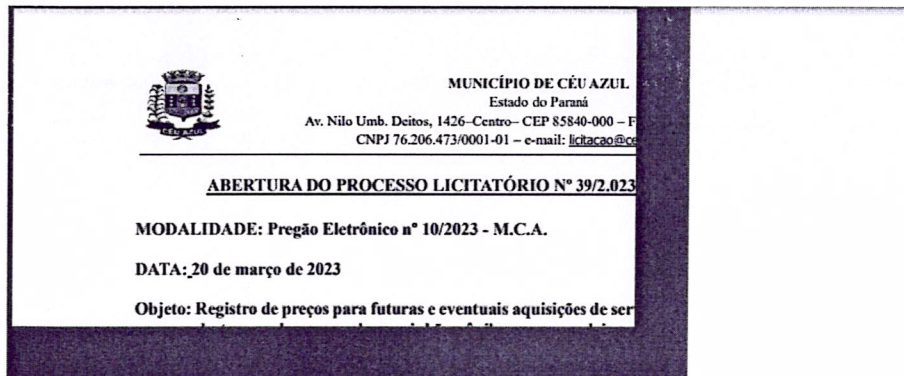 MUNICÍPIO DE CÉU AZUL
Estado do Paraná
Av. Nilo Umb. Deitos, 1426–Centro– CEP 85840-000 – F
CNPJ 76.206.473/0001-01 – e-mail: licitacao@ce
CÉU AZUL
ABERTURA DO PROCESSO LICITATÓRIO Nº 39/2.023
MODALIDADE: Pregão Eletrônico nº 10/2023 - M.C.A.
DATA: 20 de março de 2023
Objeto: Registro de preços para futuras e eventuais aquisições de ser